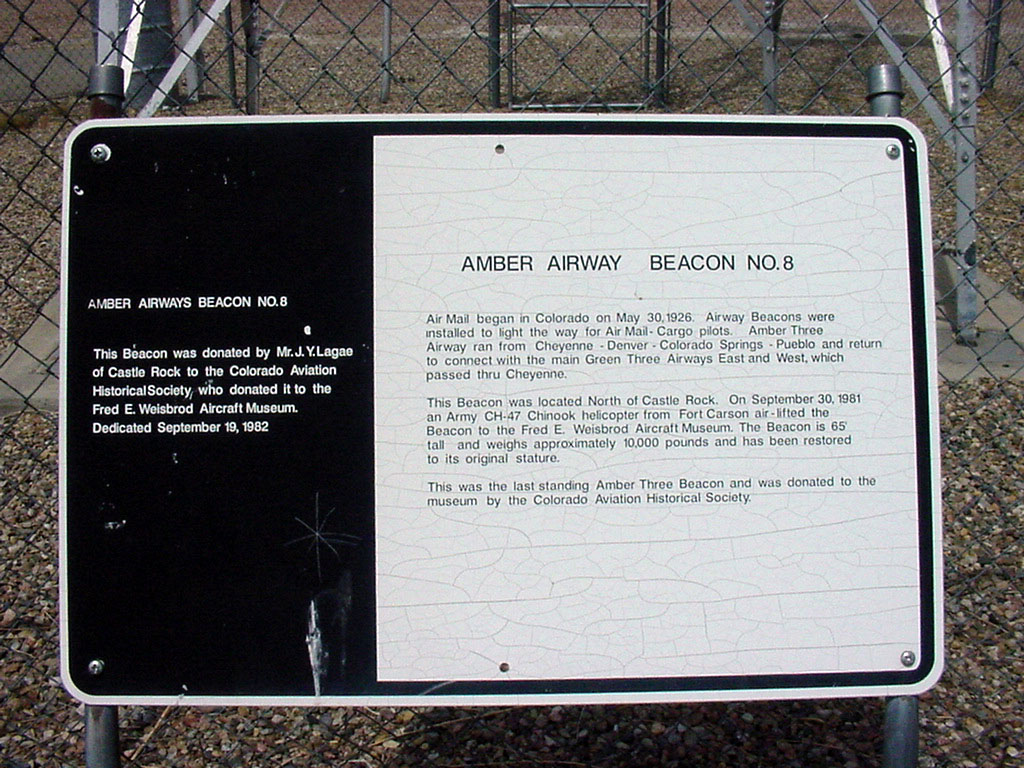 AMBER AIRWAYS BEACON NO.8
This Beacon was donated by Mr.J.Y.Lagae
of Castle Rock to the Colorado Aviation
Historical Society, who donated it to the
Fred E. Weisbrod Aircraft Museum.
Dedicated September 19, 1982
AMBER AIRWAY BEACON NO.8
Air Mail began in Colorado on May 30,1926. Airway Beacons were
installed to light the way for Air Mail-Cargo pilots. Amber Three
Airway ran from Cheyenne - Denver - Colorado Springs - Pueblo and return
to connect with the main Green Three Airways East and West, which
passed thru Cheyenne.
This Beacon was located North of Castle Rock. On September 30, 1981
an Army CH-47 Chinook helicopter from Fort Carson air-lifted the
Beacon to the Fred E. Weisbrod Aircraft Museum. The Beacon is 65'
tall and weighs approximately 10,000 pounds and has been restored
to its original stature.
This was the last standing Amber Three Beacon and was donated to the
museum by the Colorado Aviation Historical Society.